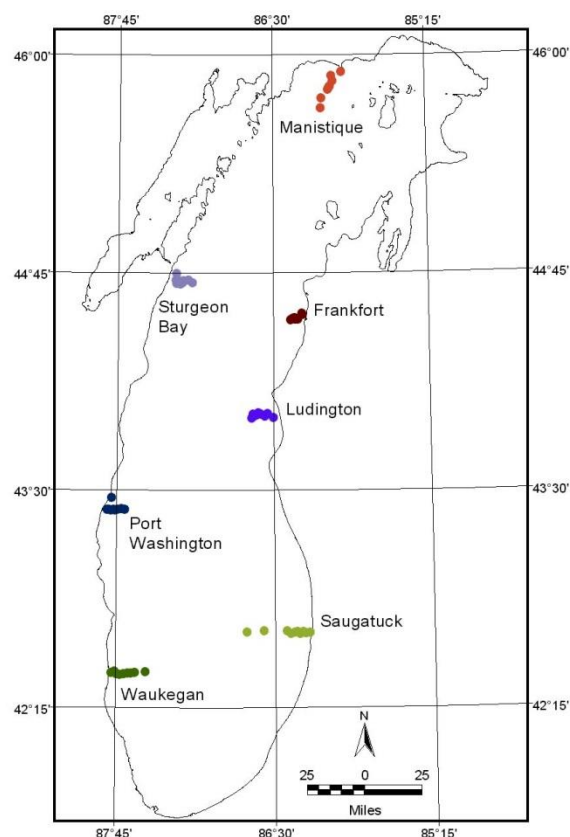 87°45' 86°30' 85°15'
46°00' 46°00'
Manistique
44°45' 44°45'
Sturgeon
Bay
Frankfort
Ludington
43°30' 43°30'
Port
Washington
Saugatuck
Waukegan
42°15' 42°15'
N
25 0 25
Miles
87°45' 86°30' 85°15'